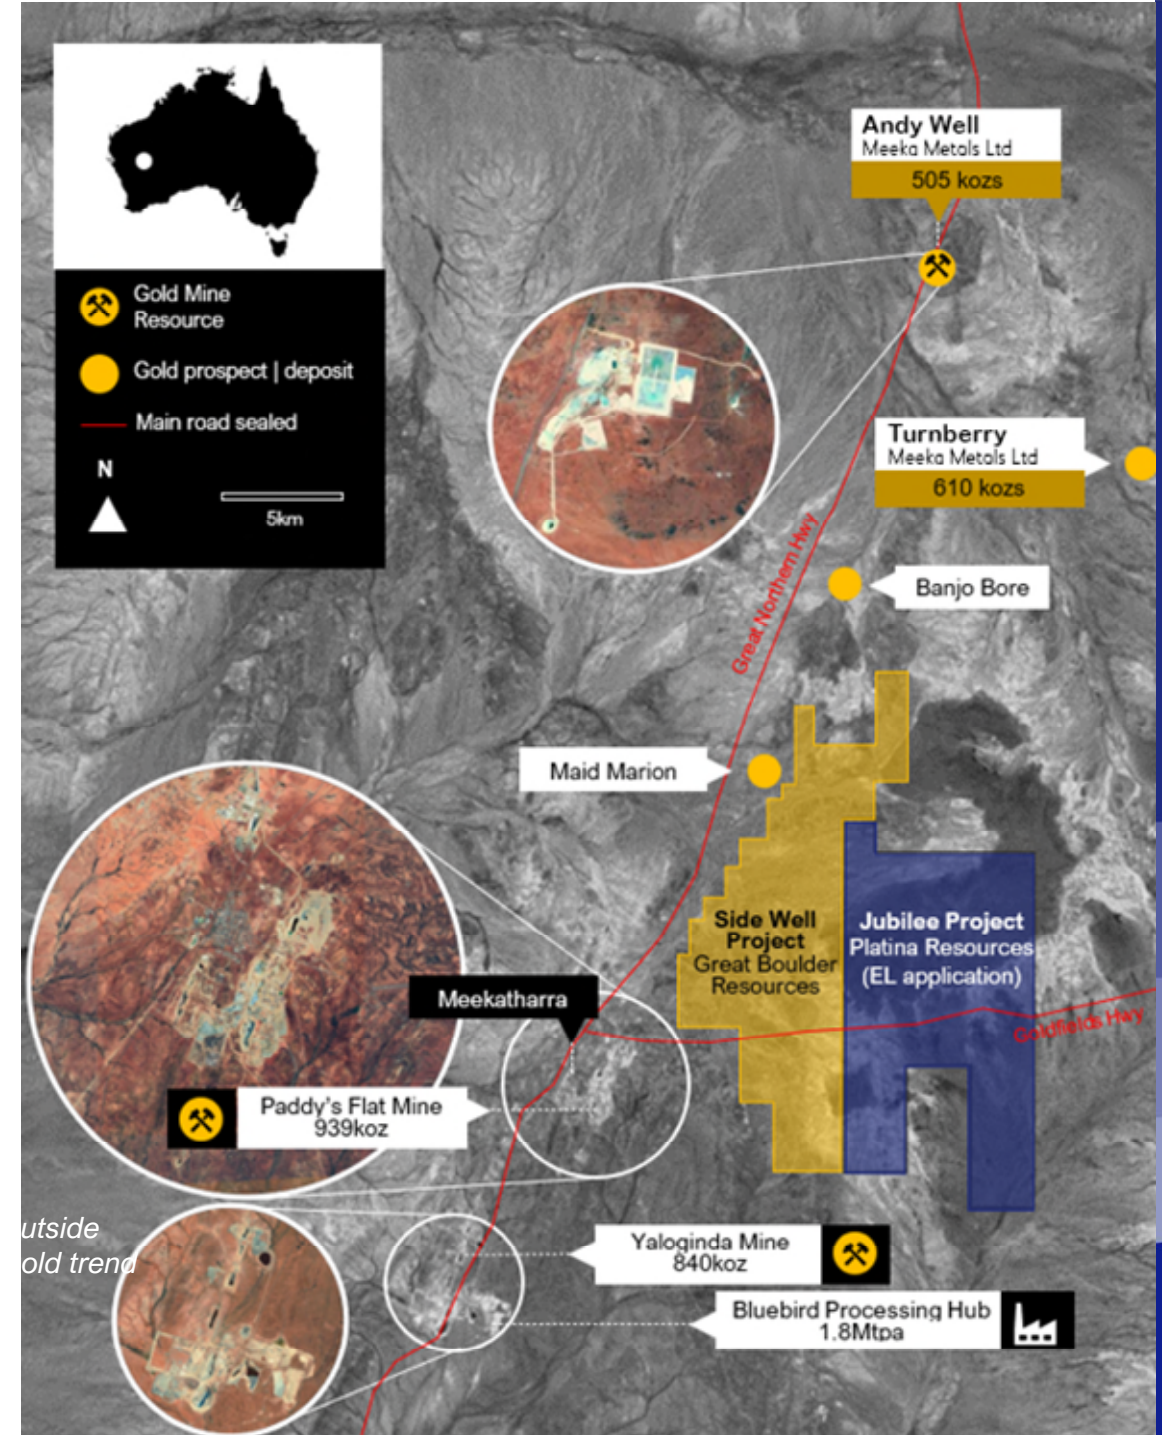 Andy Well
Meeka Metals Ltd
505 kozs
Gold Mine
Resource
Gold prospect | deposit
Main road sealed
N
5km
Turnberry
Meeka Metals Ltd
610 kozs
Great Northern Hwy
Banjo Bore
Maid Marion
Side Well
Project
Great Boulder
Resources
Jubilee Project
Platina Resources
(EL application)
Meekatharra
Goldfields Hwy
Paddy's Flat Mine
939koz
utside
old trend
Yaloginda Mine
840koz
Bluebird Processing Hub
1.8Mtpa